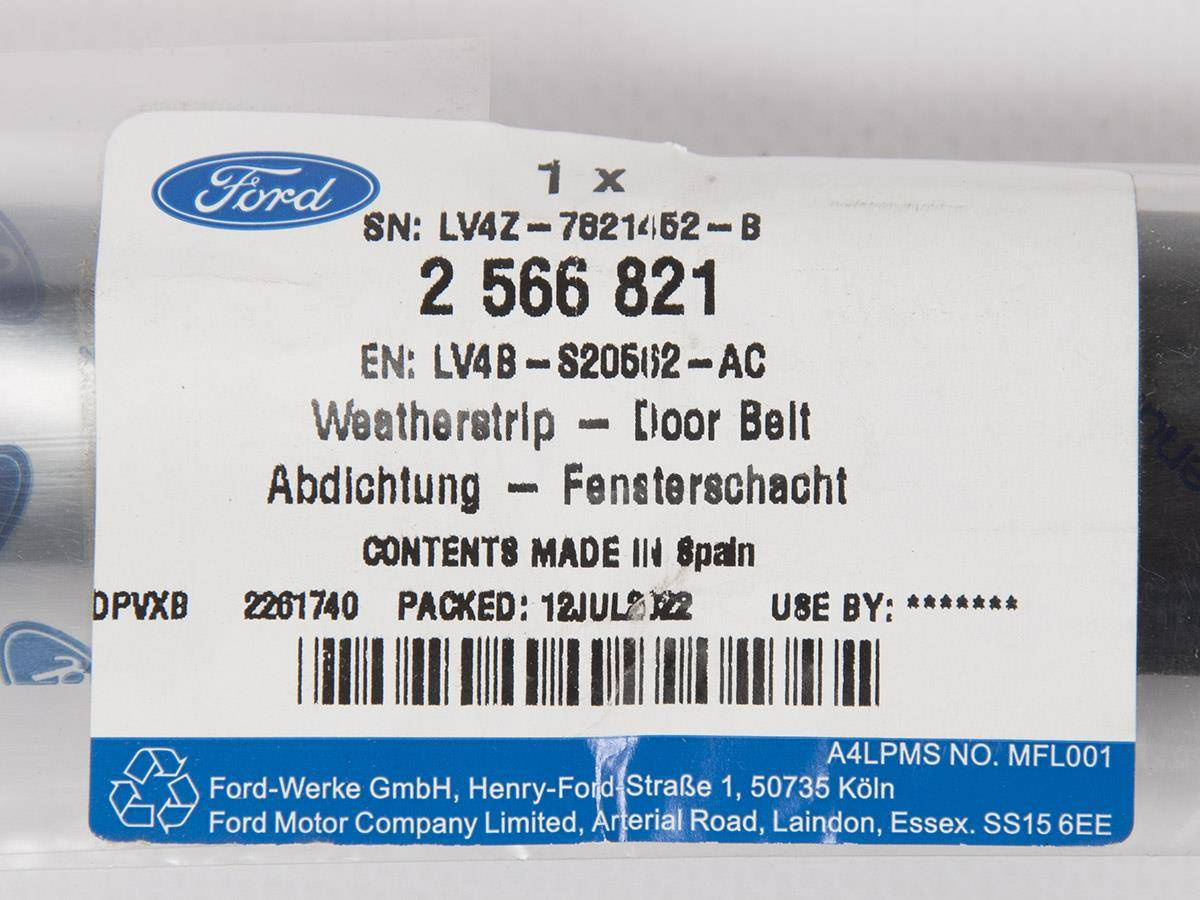 Ford
1 x
SN: LV4Z-7821452-B
2 566 821
EN: LV4B-S20562-AC
Weatherstrip - Door Belt
Abdichtung - Fensterschacht
CONTENTS MADE IN Spain
DPVXB 2261740 PACKED: 12JUL2022 USE BY: *******
A4LPMS NO. MFL001
Ford-Werke GmbH, Henry-Ford-Straße 1, 50735 Köln
Ford Motor Company Limited, Arterial Road, Laindon, Essex. SS15 6EE